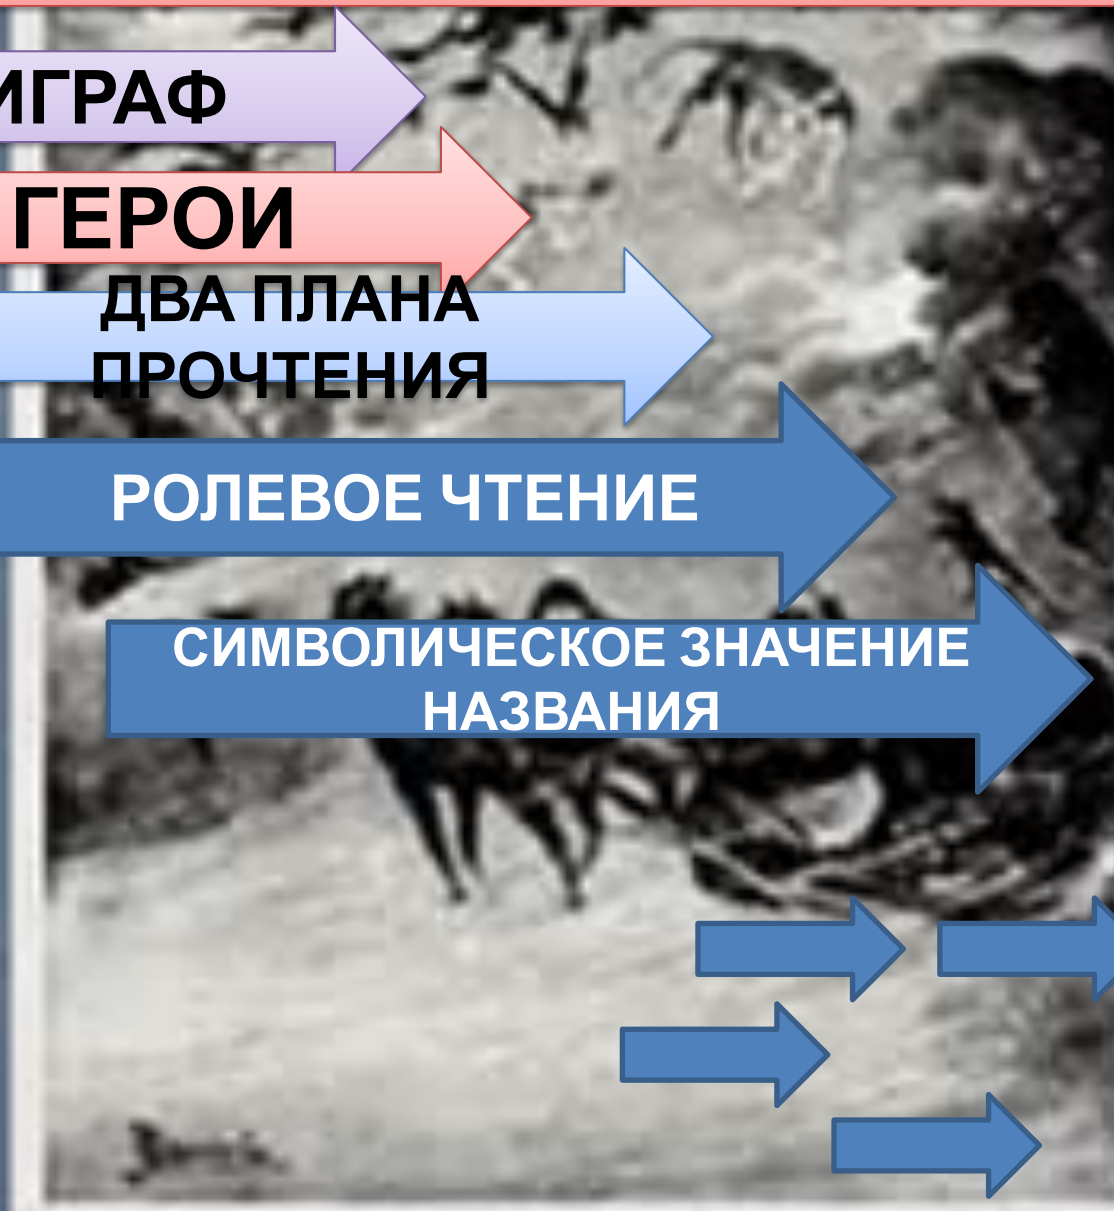 ИГРАФ
ГЕРОИ
ДВА ПЛАНА
ПРОЧТЕНИЯ
РОЛЕВОЕ ЧТЕНИЕ
СИМВОЛИЧЕСКОЕ ЗНАЧЕНИЕ
НАЗВАНИЯ